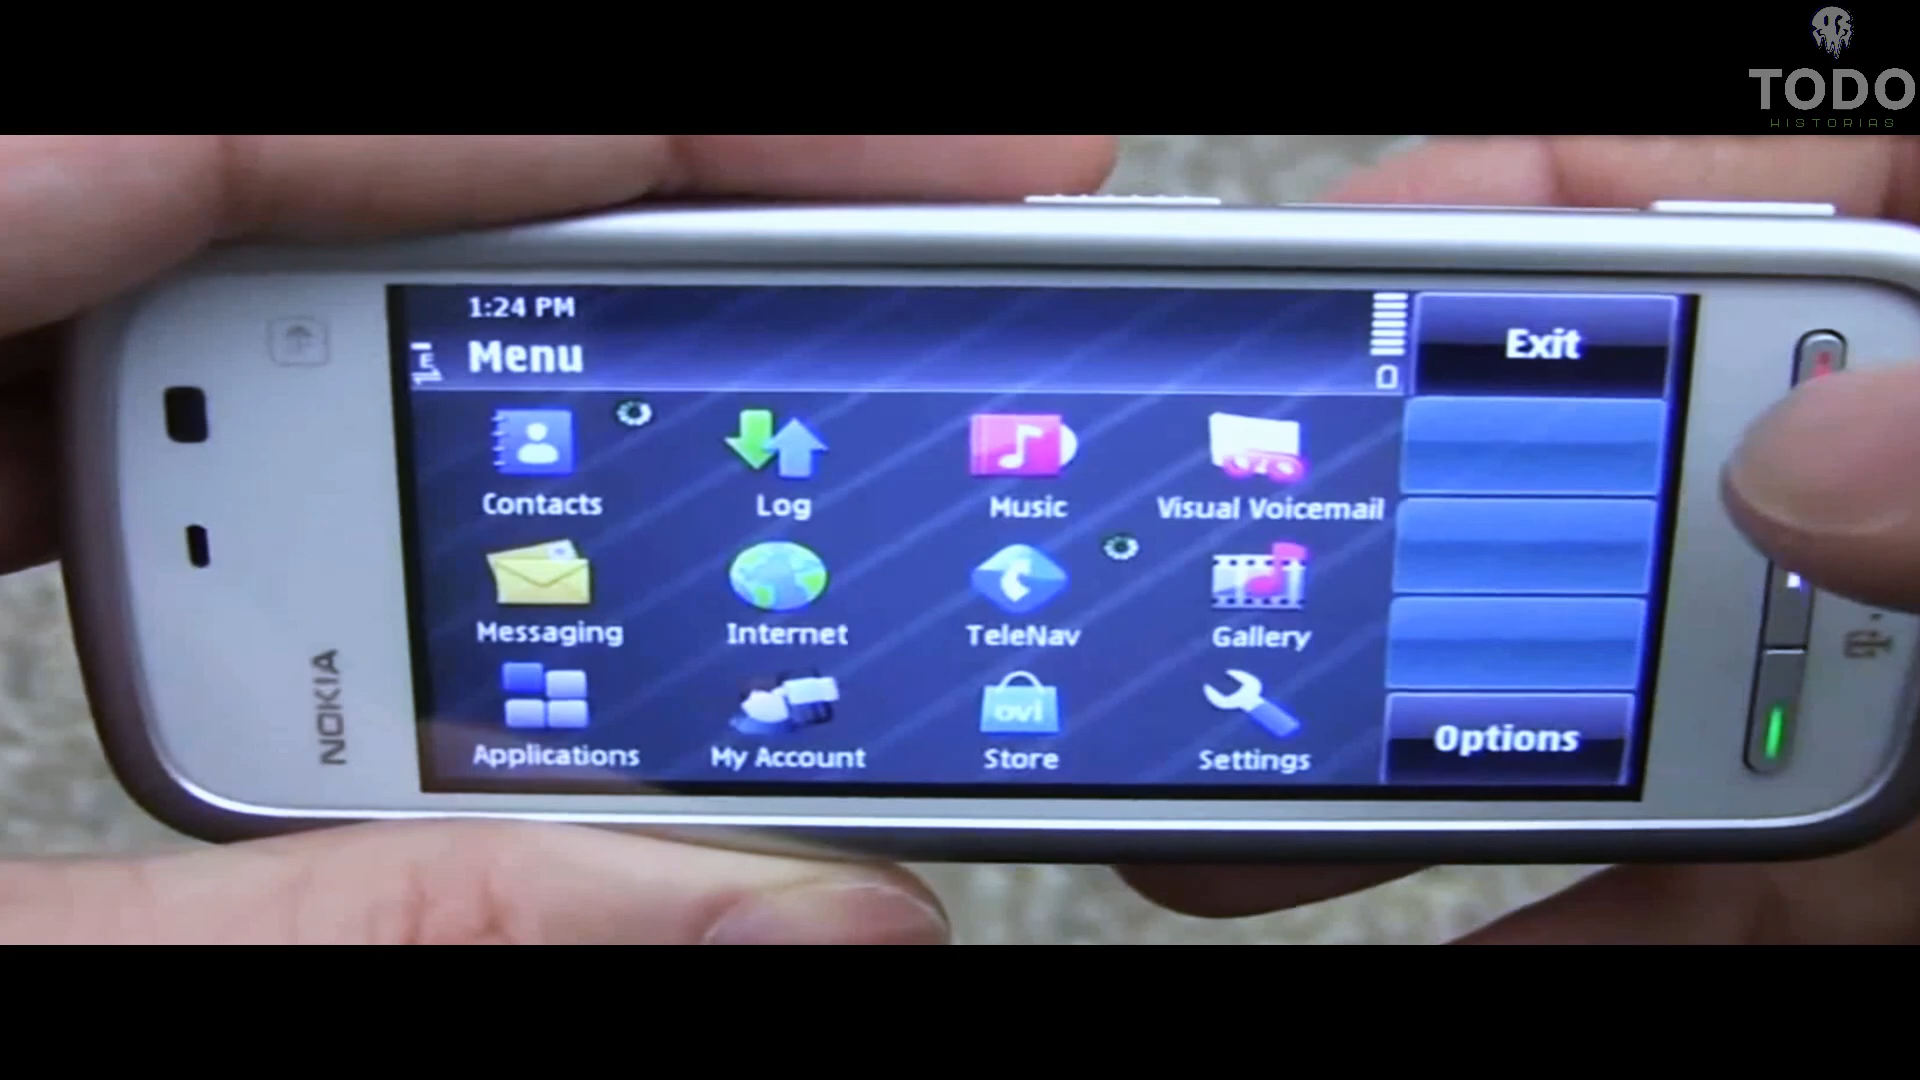 TODO
HISTORIAS
1:24 PM
Menu
E
Exit
Contacts
Log
Music
Visual Voicemail
Messaging
Internet
TeleNav
Gallery
Applications
My Account
ovi
Store
Settings
Options
NOKIA